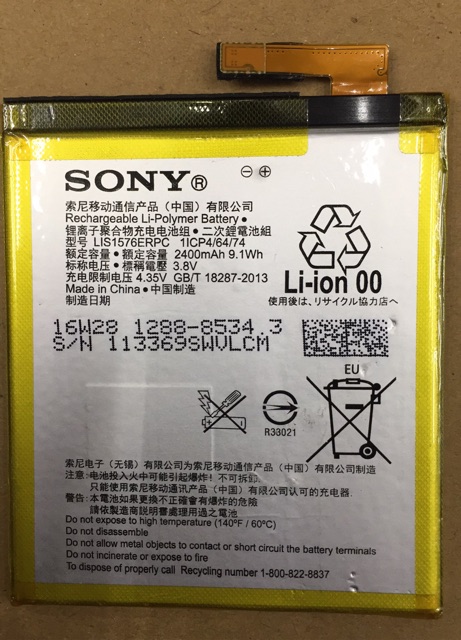 SONY®
索尼移动通信产品（中国）有限公司
Rechargeable Li-Polymer Battery •
锂离子聚合物充电电池组 • 二次鋰電池組
型号 LIS1576ERPC 1ICP4/64/74
额定容量 • 額定容量 2400mAh 9.1Wh
标称电压 • 標稱電壓 3.8V
充电限制电压 4.35V GB/T 18287-2013
Made in China • 中国制造
制造日期
Li-ion 00
使用後は、リサイクル協力店へ
16W28 1288-8534 3
S/N 113369SWVLCM
EU
R33021
索尼电子（无锡）有限公司为索尼移动通信产品（中国）有限公司制造
注意: 电池投入火中可能引起爆炸！不可拆卸.
只能使用索尼移动通讯产品（中国）有限公司认可的充电器.
警告: 本電池如果更換不正確會有爆炸的危險
請依製造商説明書處理用過之電池
Do not expose to high temperature (140°F / 60°C)
Do not disassemble
Do not allow metal objects to contact or short circuit the battery terminals
Do not incinerate or expose to fire
To dispose of properly call Recycling number 1-800-822-8837